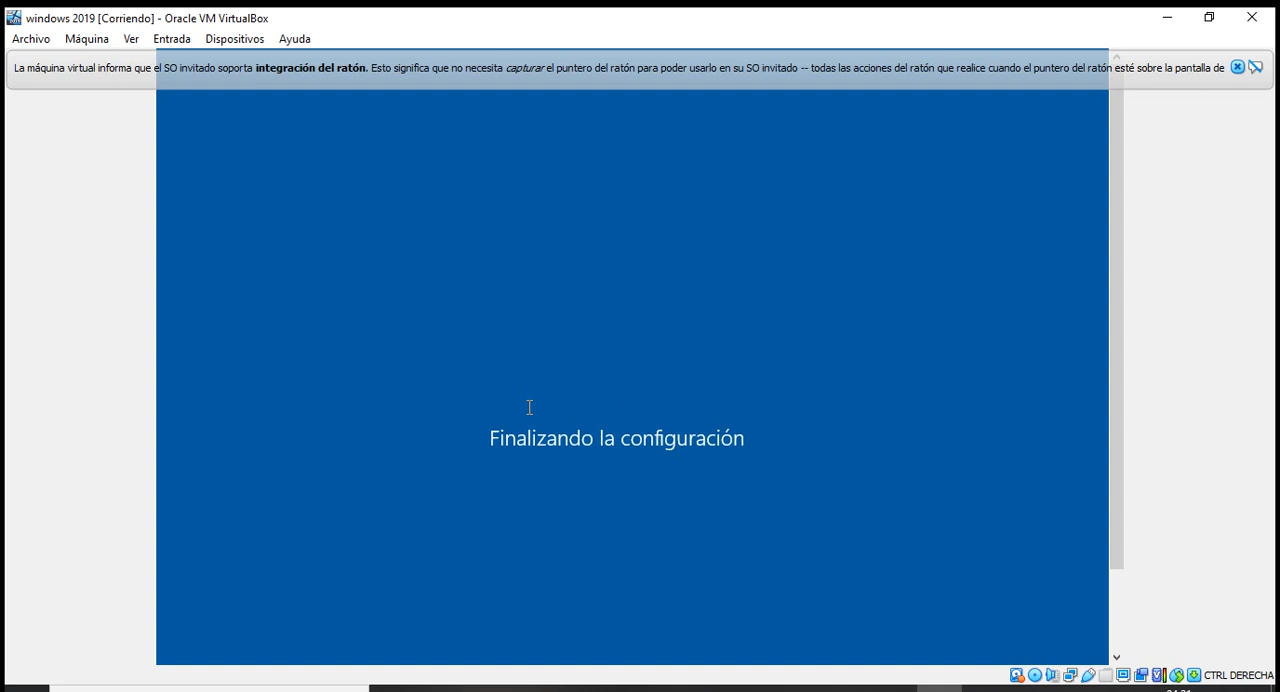 windows 2019 [Corriendo] - Oracle VM VirtualBox
Archivo Máquina Ver Entrada Dispositivos Ayuda
La máquina virtual informa que el SO invitado soporta integración del ratón. Esto significa que no necesita capturar el puntero del ratón para poder usarlo en su SO invitado -- todas las acciones del ratón que realice cuando el puntero del ratón esté sobre la pantalla de
Finalizando la configuración
CTRL DERECHA